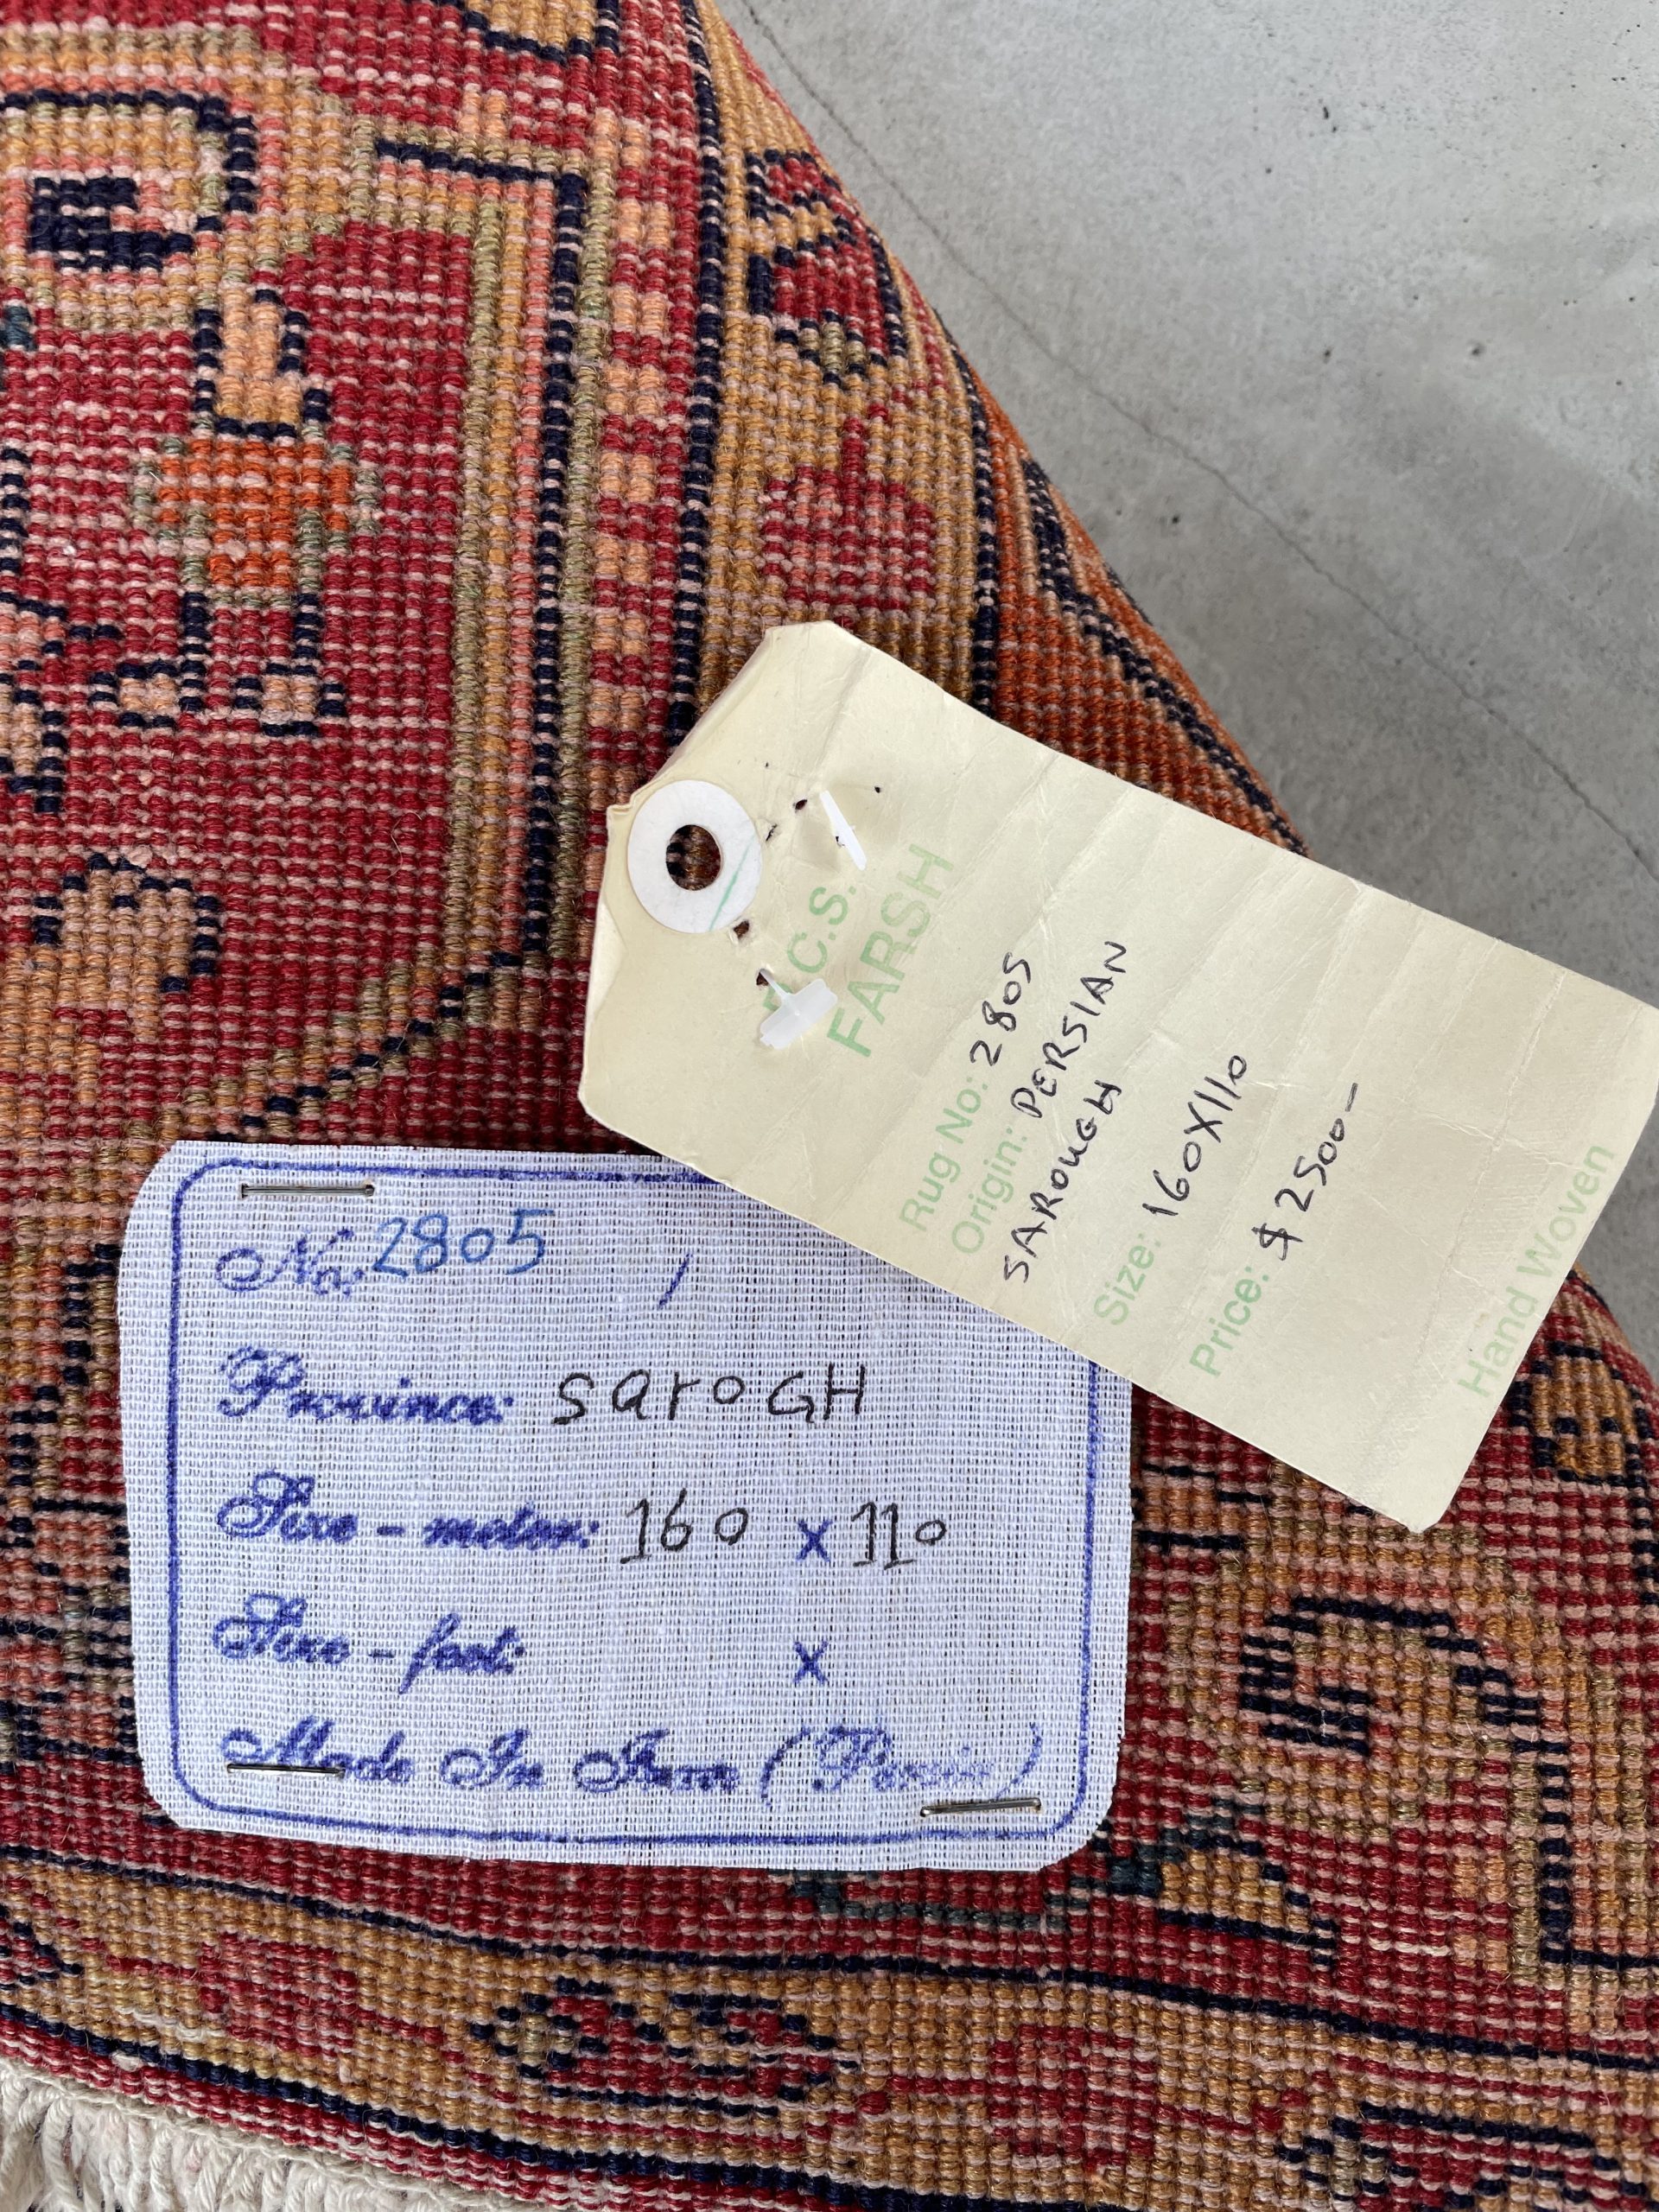 C.S.
FARSH
Rug No: 2805
Origin: PERSIAN
SAROUGH
Size: 160X110
Price: $ 2500-
Hand Woven
No: 2805
Province: saroGH
Size - meter: 160 x 110
Size - foot: x
Made In Iran (Persia)